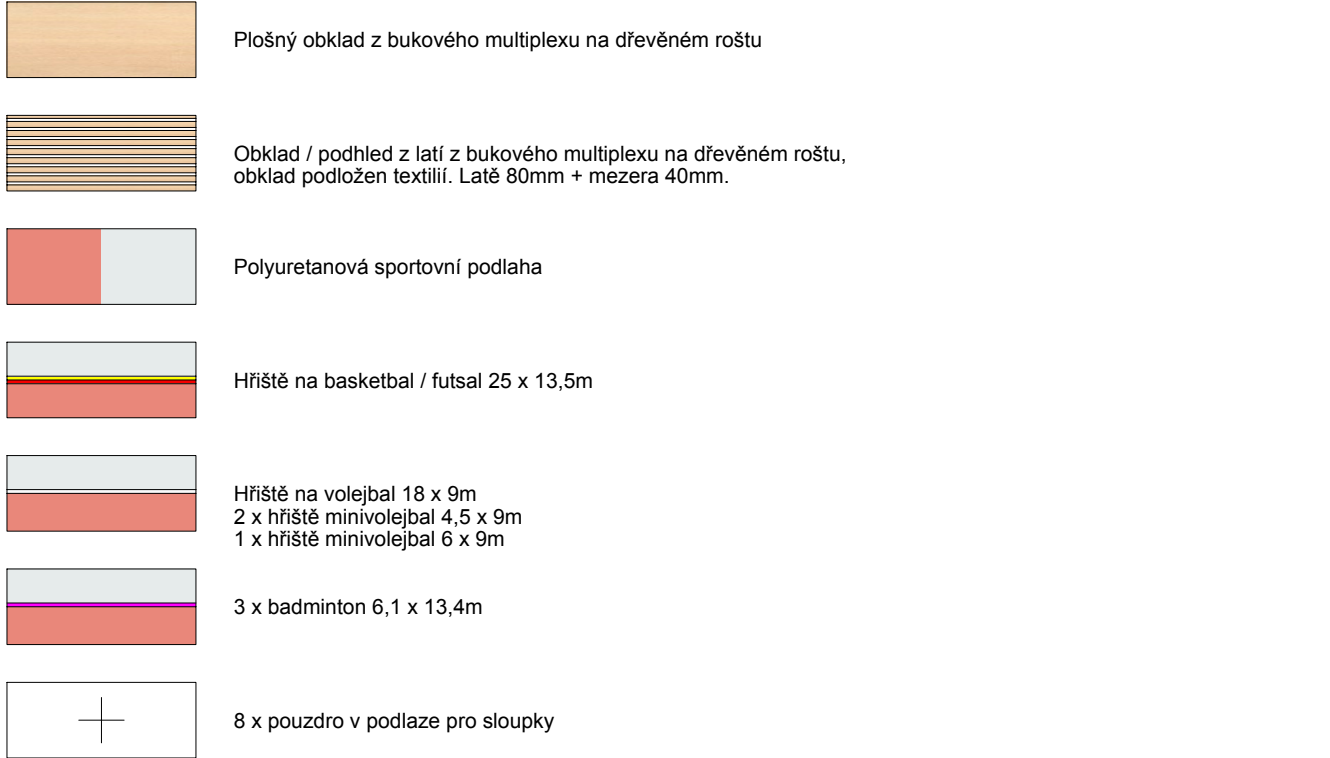 Plošný obklad z bukového multiplexu na dřevěném roštu
Obklad / podhled z latí z bukového multiplexu na dřevěném roštu,
obklad podložen textilií. Latě 80mm + mezera 40mm.
Polyuretanová sportovní podlaha
Hřiště na basketbal / futsal 25 x 13,5m
Hřiště na volejbal 18 x 9m
2 x hřiště minivolejbal 4,5 x 9m
1 x hřiště minivolejbal 6 x 9m
3 x badminton 6,1 x 13,4m
8 x pouzdro v podlaze pro sloupky